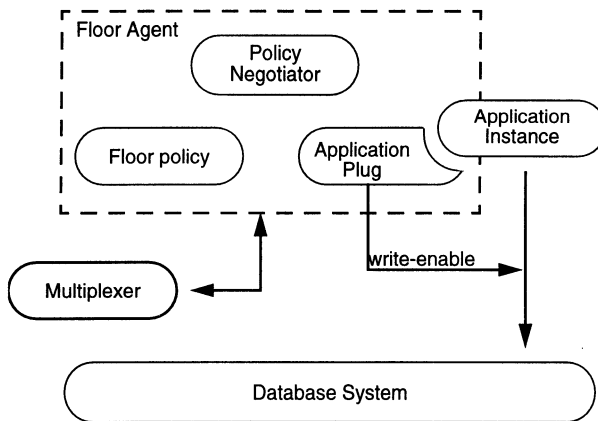 Floor Agent
Policy
Negotiator
Application
Instance
Floor policy
Application
Plug
write-enable
Multiplexer
Database System